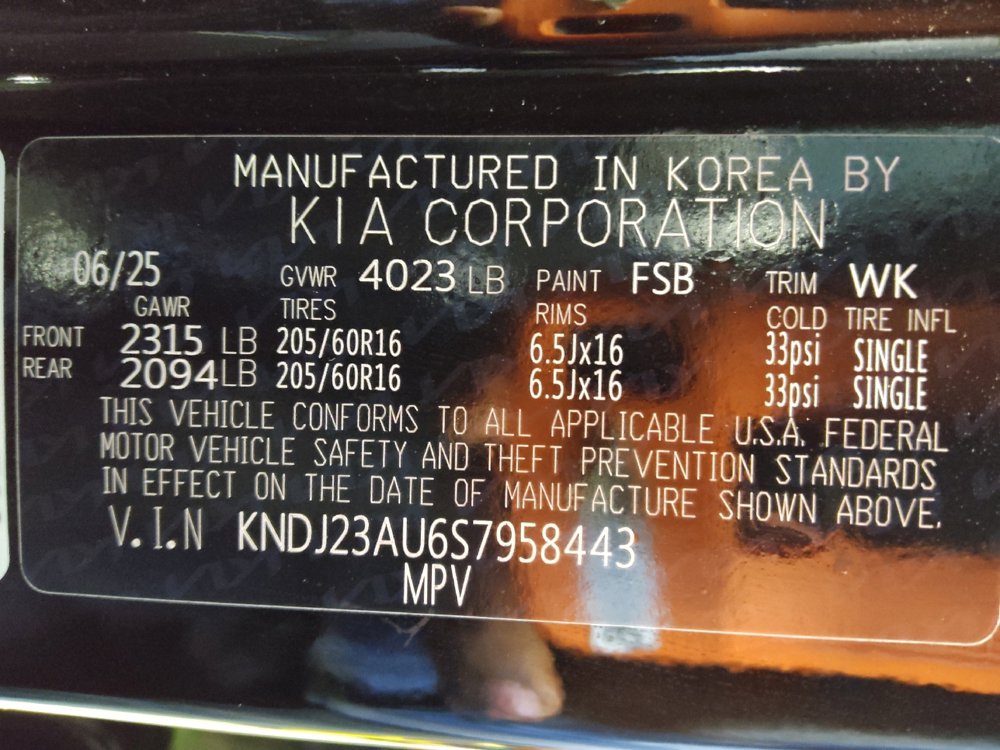 MANUFACTURED IN KOREA BY
KIA CORPORATION
06/25 GVWR 4023 LB PAINT FSB TRIM WK
GAWR TIRES RIMS COLD TIRE INFL
FRONT 2315 LB 205/60R16 6.5Jx16 33psi SINGLE
REAR 2094LB 205/60R16 6.5Jx16 33psi SINGLE
THIS VEHICLE CONFORMS TO ALL APPLICABLE U.S.A. FEDERAL
MOTOR VEHICLE SAFETY AND THEFT PREVENTION STANDARDS
IN EFFECT ON THE DATE OF MANUFACTURE SHOWN ABOVE.
V.I.N KNDJ23AU6S7958443
MPV